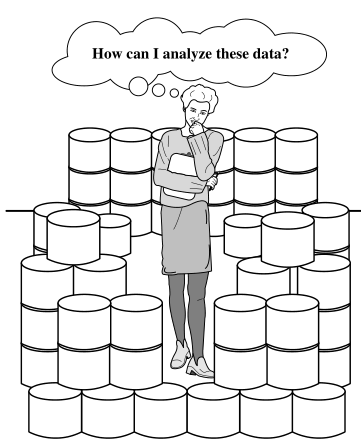 How can I analyze these data?